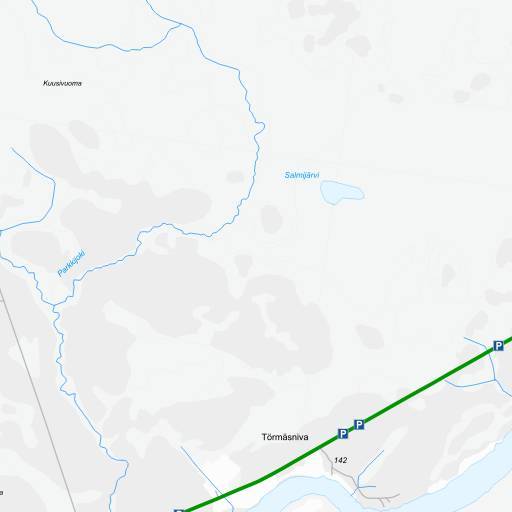 Kuusivuoma
Salmijärvi
Parkkijoki
P
P
P
Törmäsniva
142
P